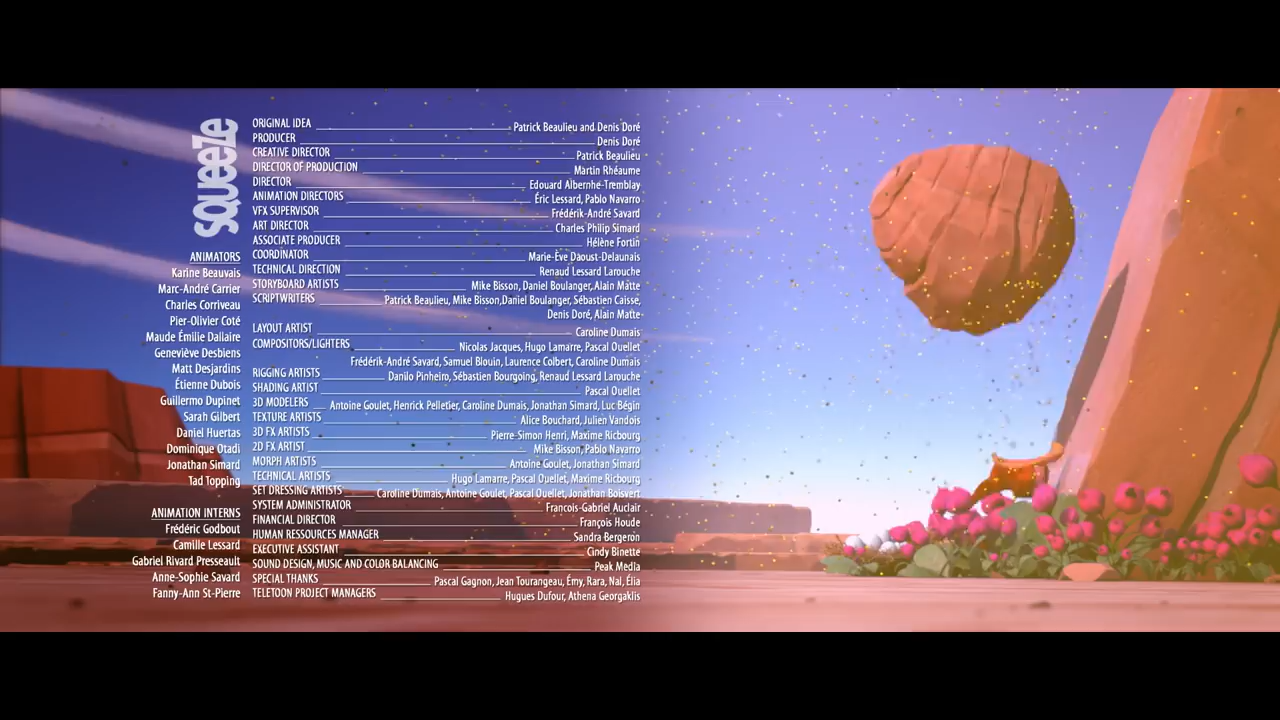 squeeze
ORIGINAL IDEA Patrick Beaulieu and Denis Doré
PRODUCER Denis Doré
CREATIVE DIRECTOR Patrick Beaulieu
DIRECTOR OF PRODUCTION Martin Rhéaume
DIRECTOR Edouard Albernhe-Tremblay
ANIMATION DIRECTORS Éric Lessard, Pablo Navarro
VFX SUPERVISOR Frédérik-André Savard
ART DIRECTOR Charles Philip Simard
ASSOCIATE PRODUCER Hélène Fortin
COORDINATOR Marie-Ève Daoust-Delaunais
TECHNICAL DIRECTION Renaud Lessard Larouche
STORYBOARD ARTISTS Mike Bisson, Daniel Boulanger, Alain Matte
SCRIPTWRITERS Patrick Beaulieu, Mike Bisson,Daniel Boulanger, Sébastien Caisse,
Denis Doré, Alain Matte
LAYOUT ARTIST Caroline Dumais
COMPOSITORS/LIGHTERS Nicolas Jacques, Hugo Lamarre, Pascal Ouellet
Frédérik-André Savard, Samuel Blouin, Laurence Colbert, Caroline Dumais
RIGGING ARTISTS Danilo Pinheiro, Sébastien Bourgoing, Renaud Lessard Larouche
SHADING ARTIST Pascal Ouellet
3D MODELERS Antoine Goulet, Henrick Pelletier, Caroline Dumais, Jonathan Simard, Luc Bégin
TEXTURE ARTISTS Alice Bouchard, Julien Vandois
3D FX ARTISTS Pierre-Simon Henri, Maxime Ricbourg
2D FX ARTIST Mike Bisson, Pablo Navarro
MORPH ARTISTS Antoine Goulet, Jonathan Simard
TECHNICAL ARTISTS Hugo Lamarre, Pascal Ouellet, Maxime Ricbourg
SET DRESSING ARTISTS Caroline Dumais, Antoine Goulet, Pascal Ouellet, Jonathan Boisvert
SYSTEM ADMINISTRATOR Francois-Gabriel Auclair
FINANCIAL DIRECTOR François Houde
HUMAN RESSOURCES MANAGER Sandra Bergeron
EXECUTIVE ASSISTANT Cindy Binette
SOUND DESIGN, MUSIC AND COLOR BALANCING Peak Media
SPECIAL THANKS Pascal Gagnon, Jean Tourangeau, Émy, Rara, Nal, Élia
TELETOON PROJECT MANAGERS Hugues Dufour, Athena Georgaklis
ANIMATORS
Karine Beauvais
Marc-André Carrier
Charles Corriveau
Pier-Olivier Coté
Maude Émilie Dallaire
Geneviève Desbiens
Matt Desjardins
Étienne Dubois
Guillermo Dupinet
Sarah Gilbert
Daniel Huertas
Dominique Otadi
Jonathan Simard
Tad Topping
ANIMATION INTERNS
Frédéric Godbout
Camille Lessard
Gabriel Rivard Presseault
Anne-Sophie Savard
Fanny-Ann St-Pierre